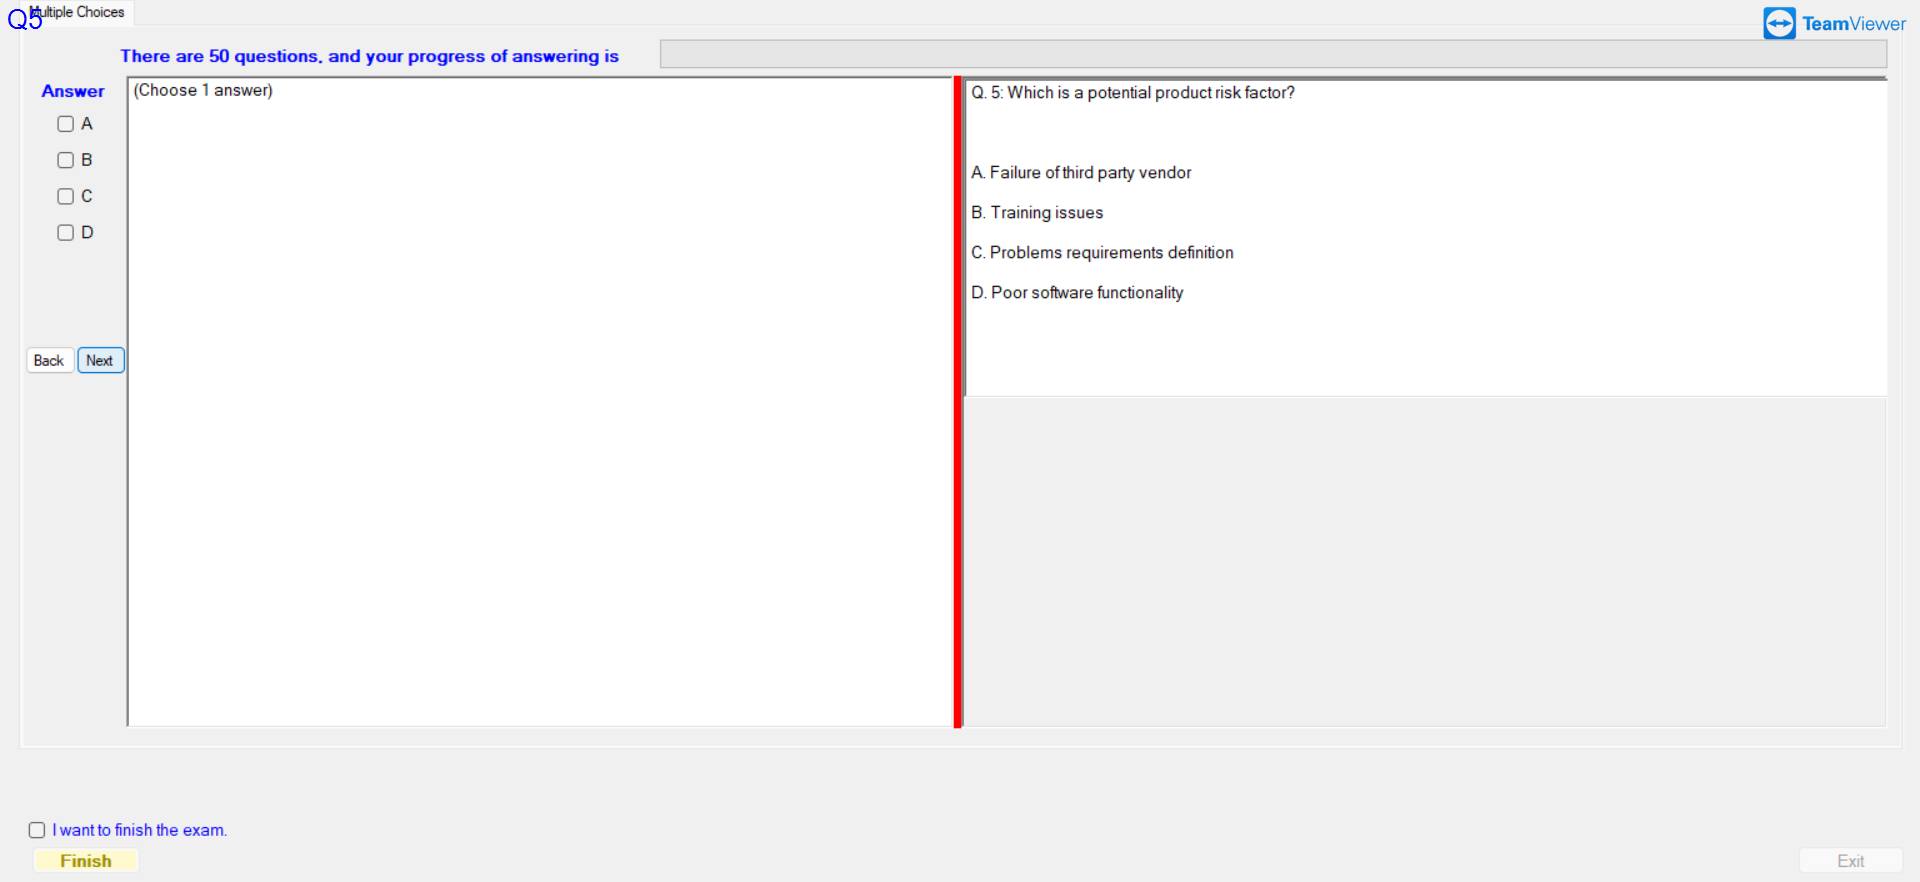 Multiple Choices
Q5
TeamViewer
There are 50 questions, and your progress of answering is
Answer
A
B
C
D
Back
Next
(Choose 1 answer)
Q. 5: Which is a potential product risk factor?
A. Failure of third party vendor
B. Training issues
C. Problems requirements definition
D. Poor software functionality
I want to finish the exam.
Finish
Exit